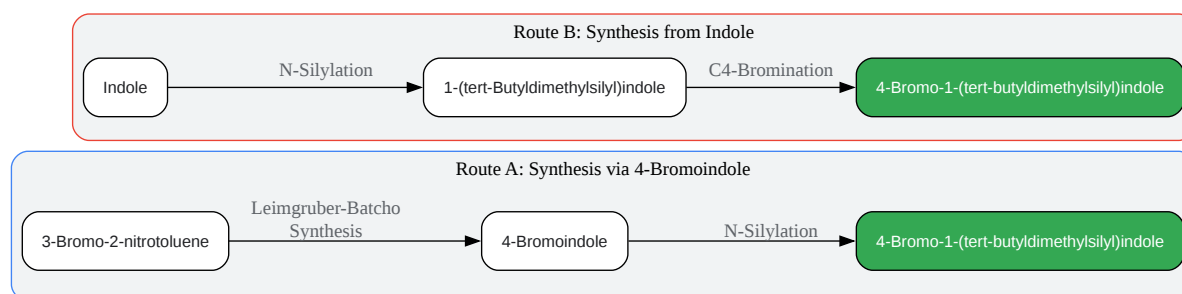 Route B: Synthesis from Indole
N-Silylation
C4-Bromination
Indole
1-(tert-Butyldimethylsilyl)indole
4-Bromo-1-(tert-butyldimethylsilyl)indole
Route A: Synthesis via 4-Bromoindole
Leimgruber-Batcho
Synthesis
N-Silylation
3-Bromo-2-nitrotoluene
4-Bromoindole
4-Bromo-1-(tert-butyldimethylsilyl)indole